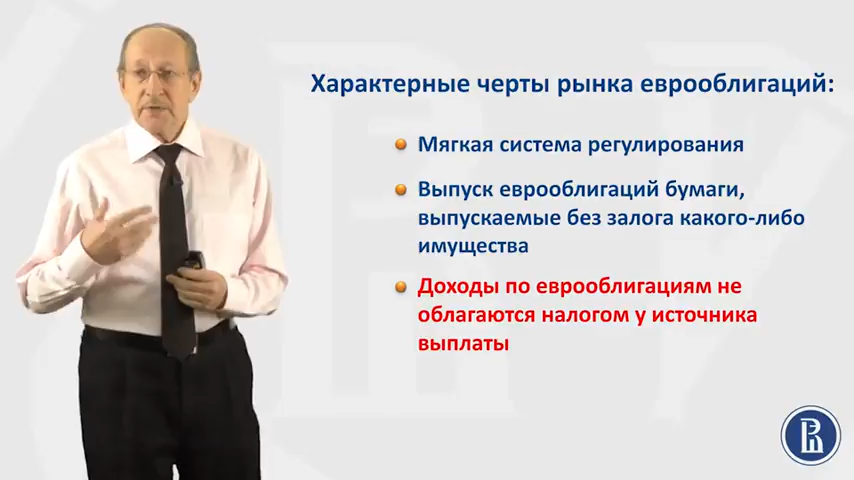 Характерные черты рынка еврооблигаций:
Мягкая система регулирования
Выпуск еврооблигаций бумаги,
выпускаемые без залога какого-либо
имущества
Доходы по еврооблигациям не
облагаются налогом у источника
выплаты